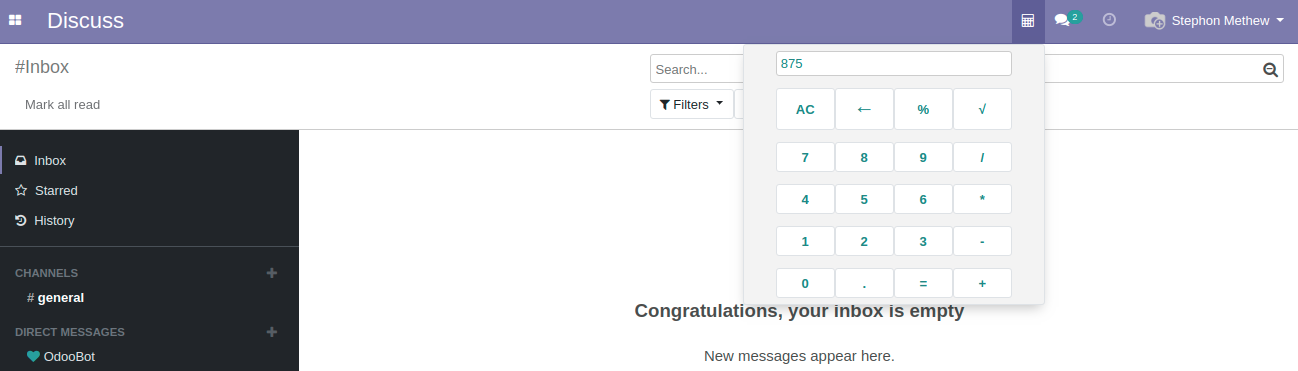 Discuss
2
Stephon Methew
#Inbox
Search...
Mark all read
Filters
875
AC ← % √
7 8 9 /
4 5 6 *
1 2 3 -
0 . = +
Inbox
Starred
History
CHANNELS +
# general
DIRECT MESSAGES +
OdooBot
Congratulations, your inbox is empty
New messages appear here.